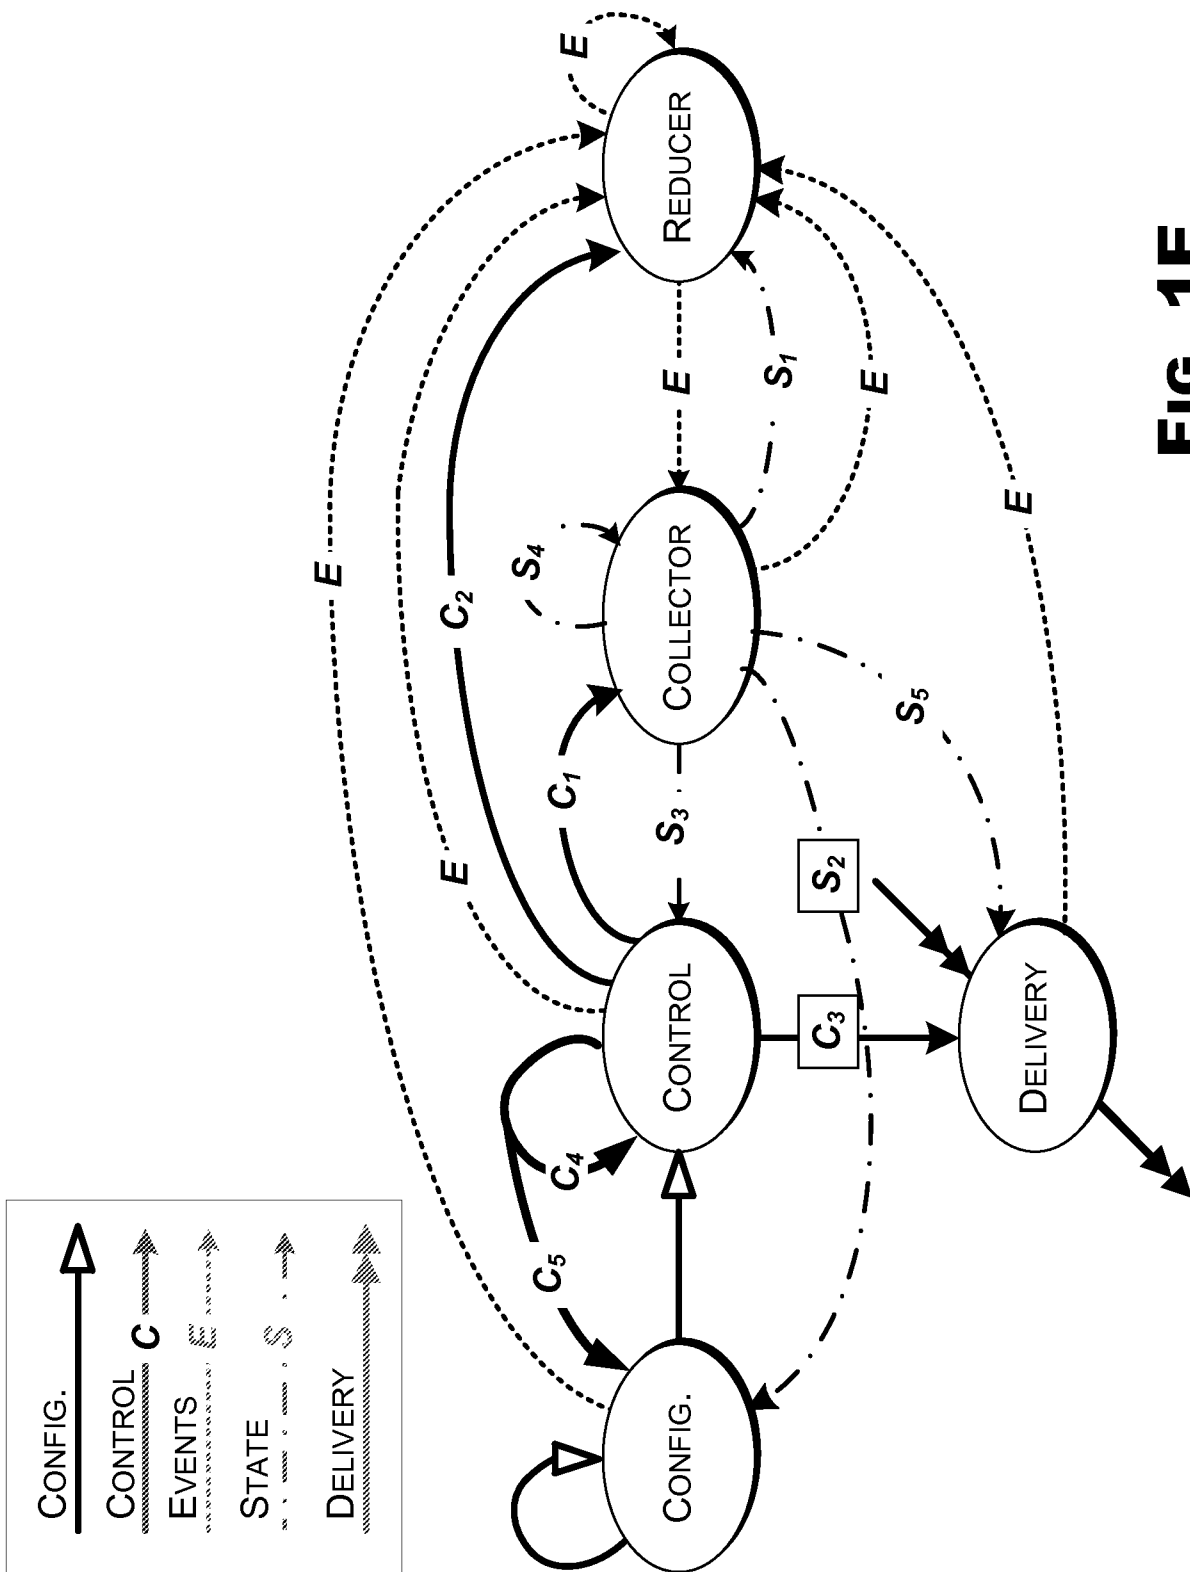 CONFIG.
CONTROL
C
EVENTS
E
STATE
S
DELIVERY
E
E
C2
E
C5
C4
C1
S4
E
CONFIG.
CONTROL
S3
COLLECTOR
E
REDUCER
C3
S2
S5
S1
E
DELIVERY
E
FIG. 1E